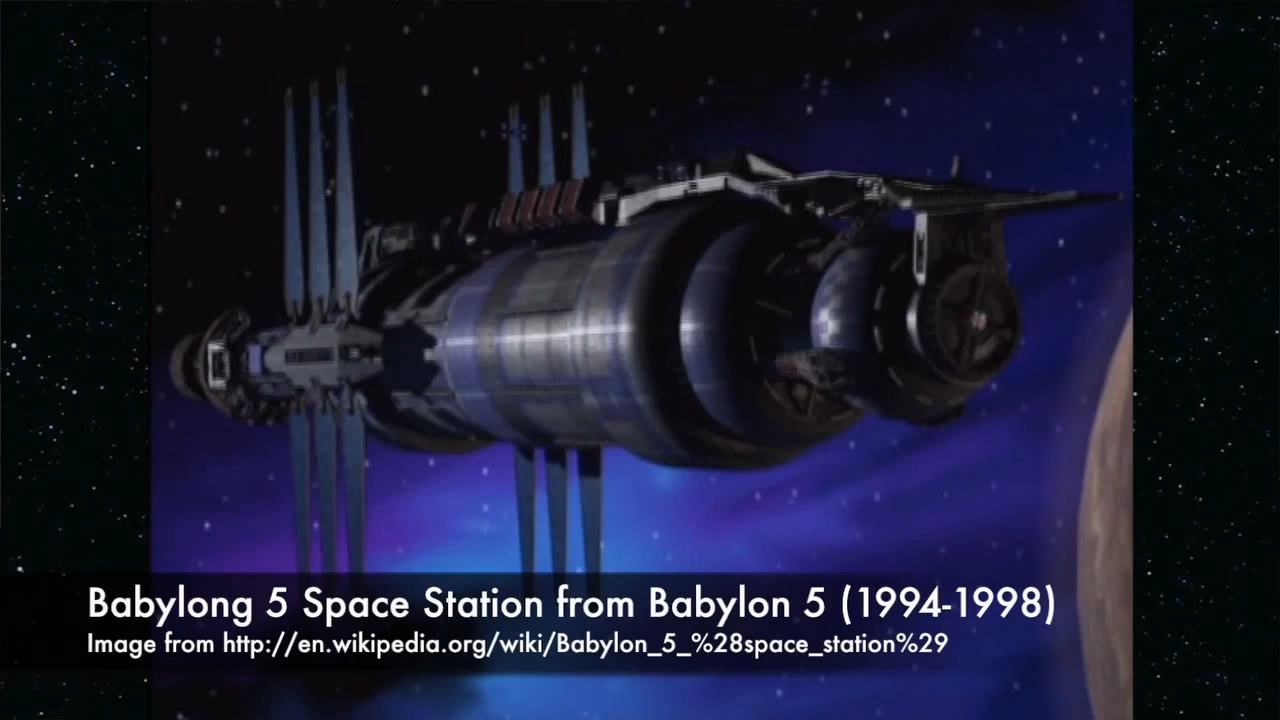 Babylong 5 Space Station from Babylon 5 (1994-1998)
Image from http://en.wikipedia.org/wiki/Babylon_5_%28space_station%29